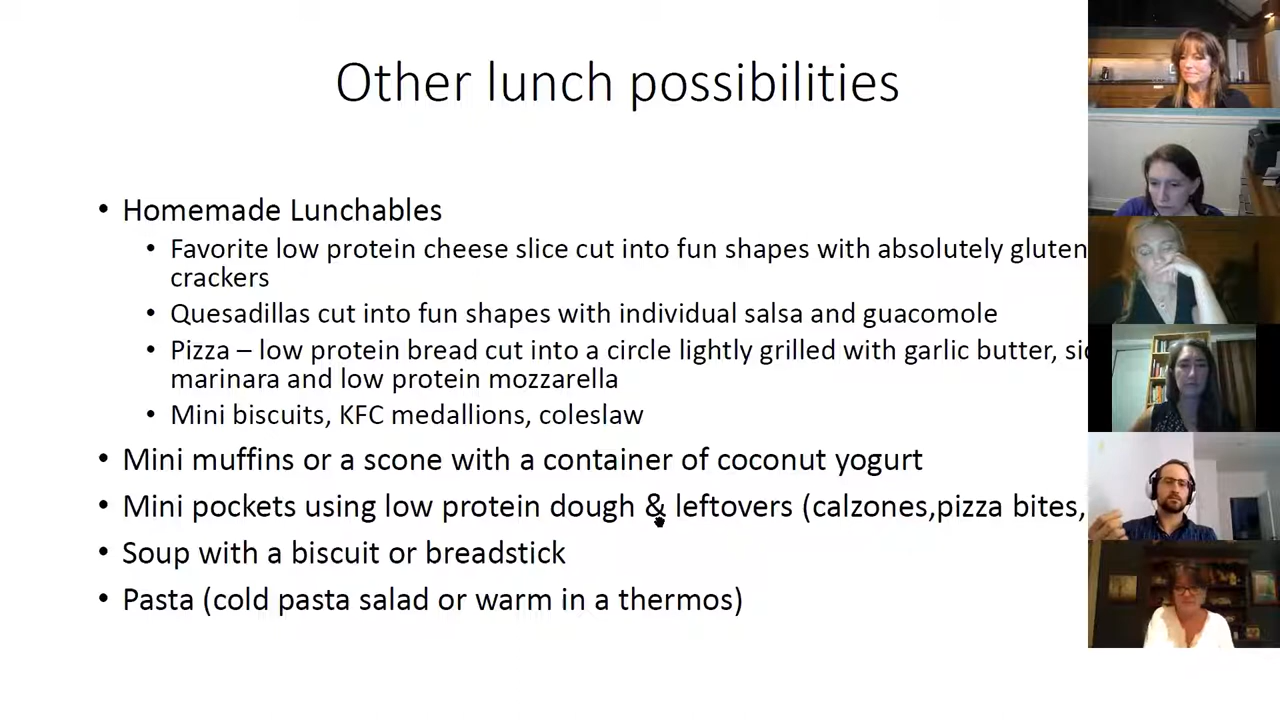 Other lunch possibilities
• Homemade Lunchables
• Favorite low protein cheese slice cut into fun shapes with absolutely gluten
crackers
• Quesadillas cut into fun shapes with individual salsa and guacomole
• Pizza – low protein bread cut into a circle lightly grilled with garlic butter,
marinara and low protein mozzarella
• Mini biscuits, KFC medallions, coleslaw
• Mini muffins or a scone with a container of coconut yogurt
• Mini pockets using low protein dough & leftovers (calzones,pizza bites,
• Soup with a biscuit or breadstick
• Pasta (cold pasta salad or warm in a thermos)